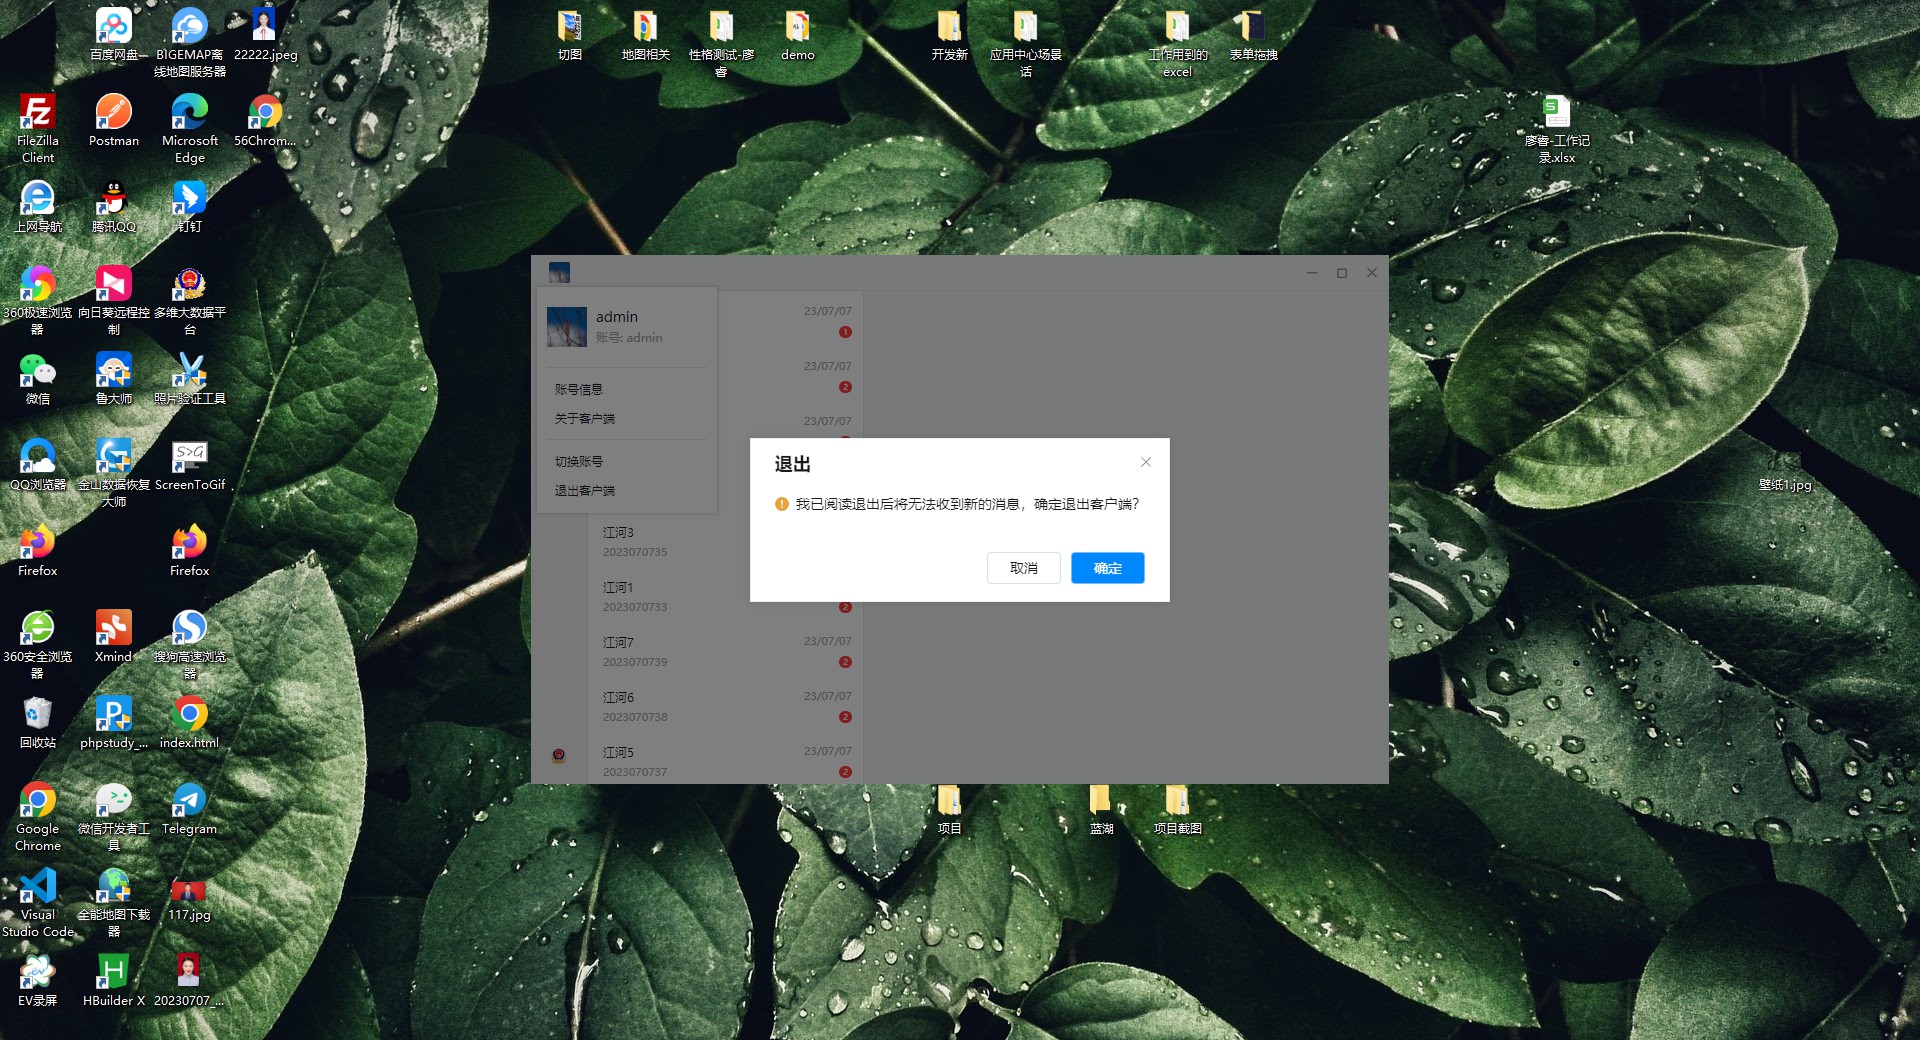 百度网盘
BIGEMAP离
线地图服务器
22222.jpeg
切图
地图相关
性格测试-廖
睿
demo
开发新
应用中心场景
话
工作用到的
excel
表单拖拽
FileZilla
Client
Postman
Microsoft
Edge
56Chrom...
廖睿-工作记
录.xlsx
上网导航
腾讯QQ
钉钉
360极速浏览
器
向日葵远程控
制
多维大数据平
台
微信
鲁大师
照片验证工具
QQ浏览器
金山数据恢复
大师
ScreenToGif
壁纸1.jpg
Firefox
Firefox
360安全浏览
器
Xmind
搜狗高速浏览
器
回收站
phpstudy_...
index.html
Google
Chrome
微信开发者工
具
Telegram
Visual
Studio Code
全能地图下载
器
117.jpg
EV录屏
HBuilder X
20230707_...
项目
蓝湖
项目截图
admin
账号: admin
账号信息
关于客户端
切换账号
退出客户端
23/07/07
1
23/07/07
2
23/07/07
江河3
2023070735
江河1
2023070733
2
江河7
23/07/07
2023070739
2
江河6
23/07/07
2023070738
2
江河5
23/07/07
2023070737
2
退出
我已阅读退出后将无法收到新的消息，确定退出客户端?
取消
确定